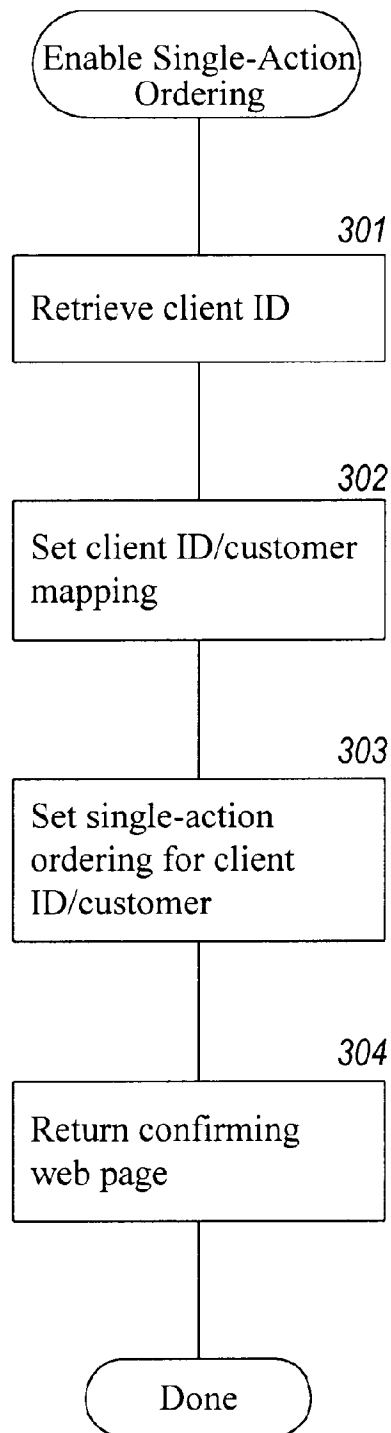 Enable Single-Action
Ordering
301
Retrieve client ID
302
Set client ID/customer
mapping
303
Set single-action
ordering for client
ID/customer
304
Return confirming
web page
Done